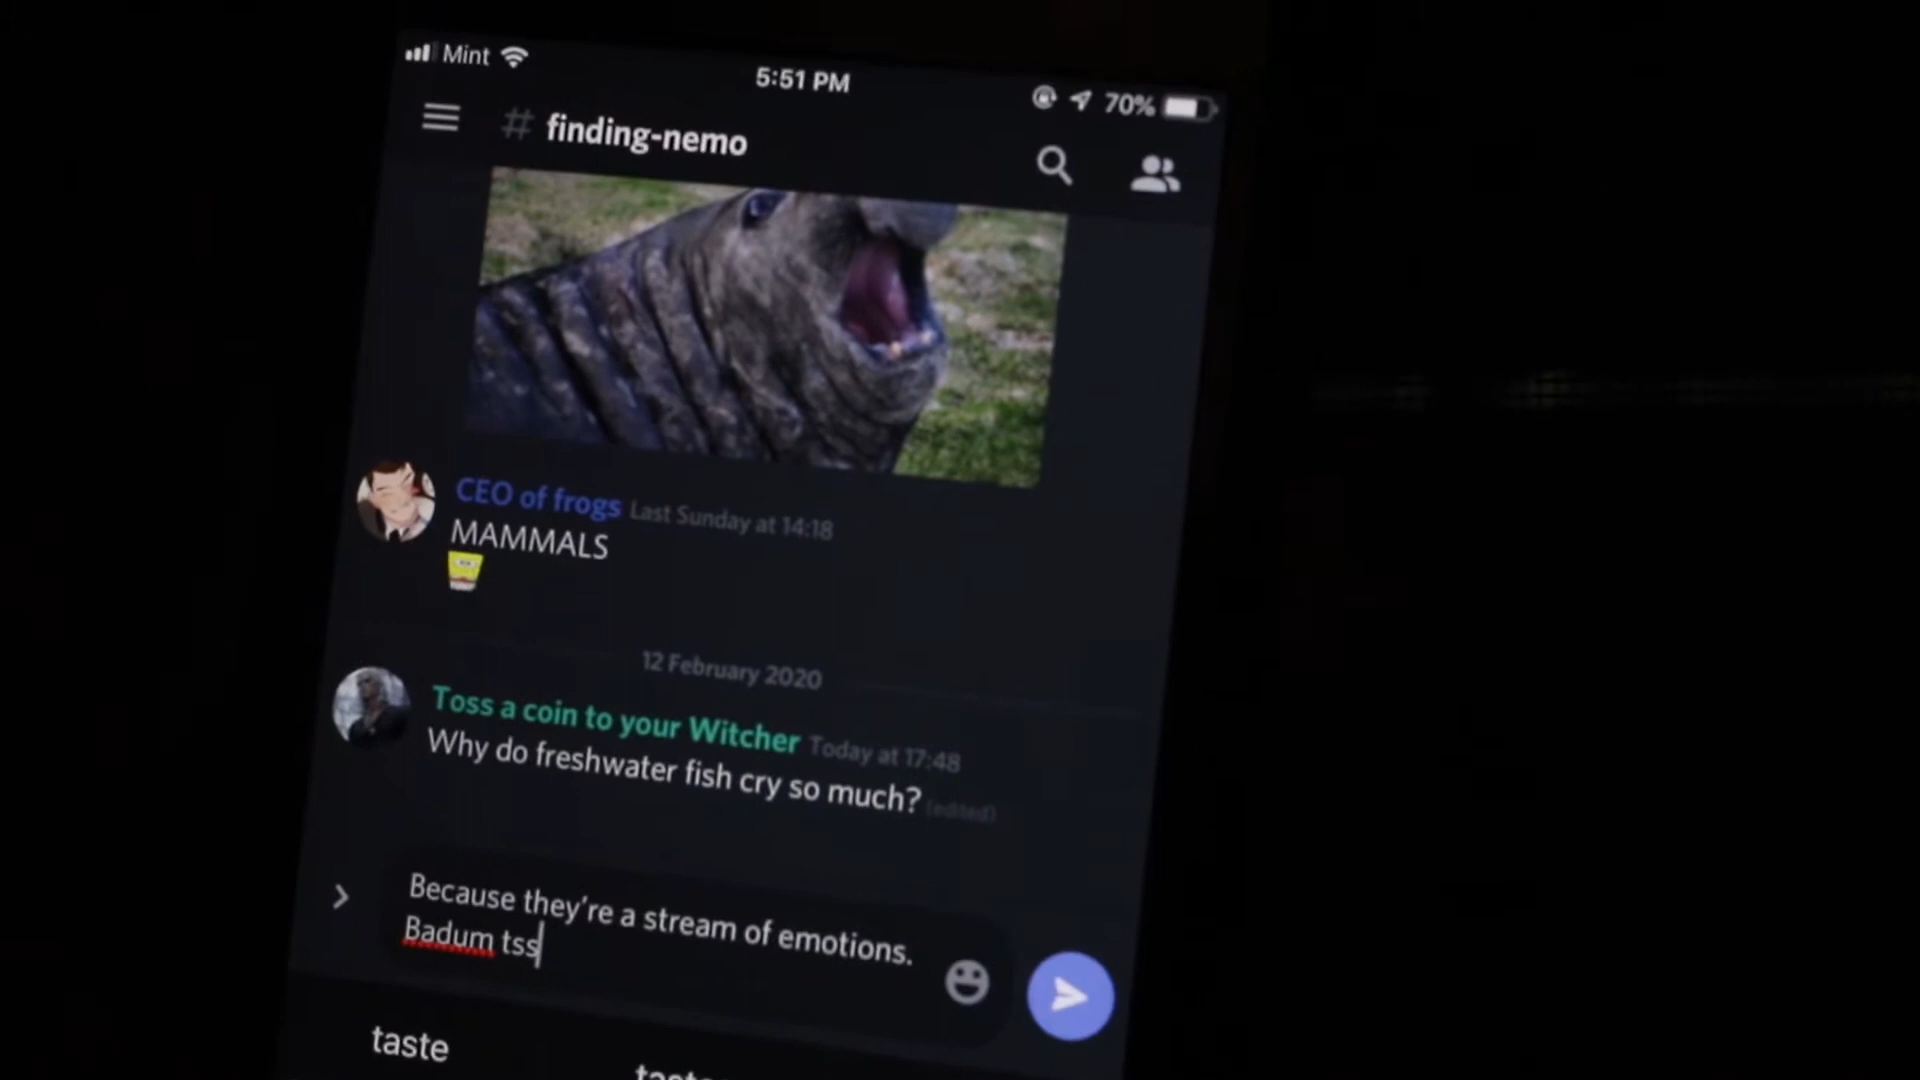 Mint
5:51 PM
70%
# finding-nemo
CEO of frogs Last Sunday at 14:18
MAMMALS
12 February 2020
Toss a coin to your Witcher Today at 17:48
Why do freshwater fish cry so much? (edited)
Because they're a stream of emotions.
Badum tss
taste